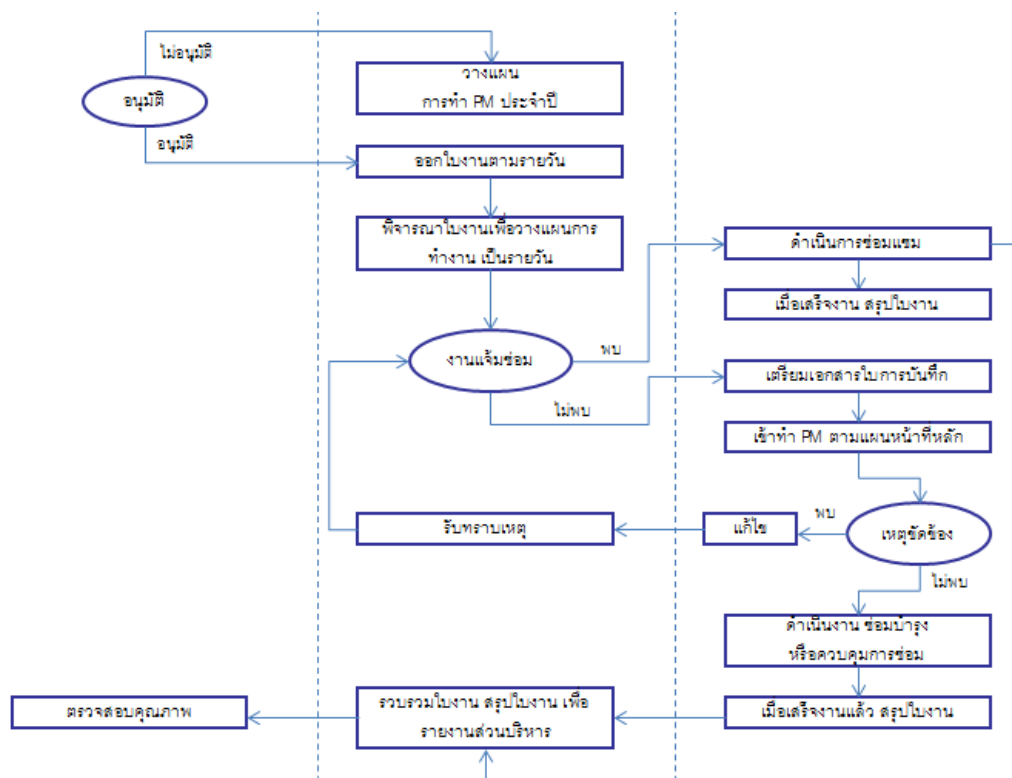 ไม่อนุมัติ
วางแผน
การทำ PM ประจำปี
อนุมัติ
อนุมัติ
ออกใบงานตามรายวัน
พิจารณาใบงานเพื่อวางแผนการ
ทำงาน เป็นรายวัน
ดำเนินการซ่อมแซม
เมื่อเสร็จงาน สรุปใบงาน
งานแจ้มซ่อม
พบ
ไม่พบ
เตรียมเอกสารใบการบันทึก
เข้าทำ PM ตามแผนหน้าที่หลัก
รับทราบเหตุ
แก้ไข
พบ
เหตุขัดข้อง
ไม่พบ
ดำเนินงาน ซ่อมบำรุง
หรือควบคุมการซ่อม
ตรวจสอบคุณภาพ
รวบรวมใบงาน สรุปใบงาน เพื่อ
รายงานส่วนบริหาร
เมื่อเสร็จงานแล้ว สรุปใบงาน